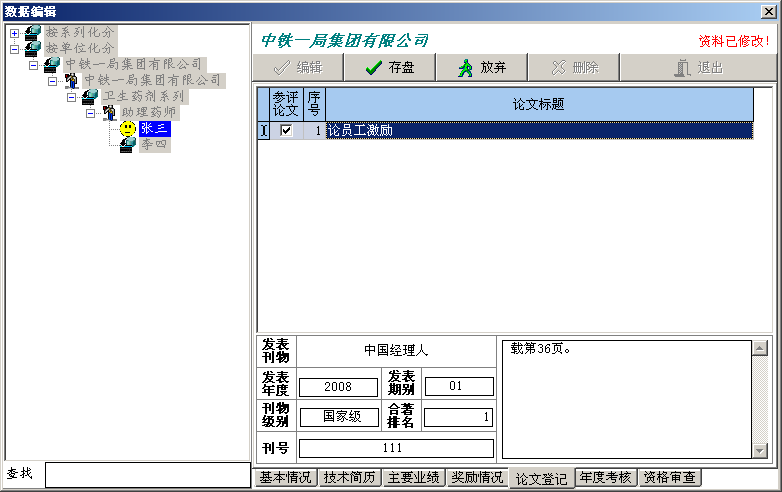 数据编辑
按系列化分
按单位化分
中铁一局集团有限公司
中铁一局集团有限公司
卫生药剂系列
助理药师
张三
李四
查找
中铁一局集团有限公司
资料已修改!
编辑 存盘 放弃 删除 退出
参评论文 序号 论文标题
1 论员工激励
发表刊物 中国经理人
发表年度 2008 发表期别 01
刊物级别 国家级 合著排名 1
刊号 111
载第36页。
基本情况 技术简历 主要业绩 奖励情况 论文登记 年度考核 资格审查